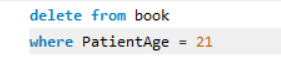 delete from book
where PatientAge = 21